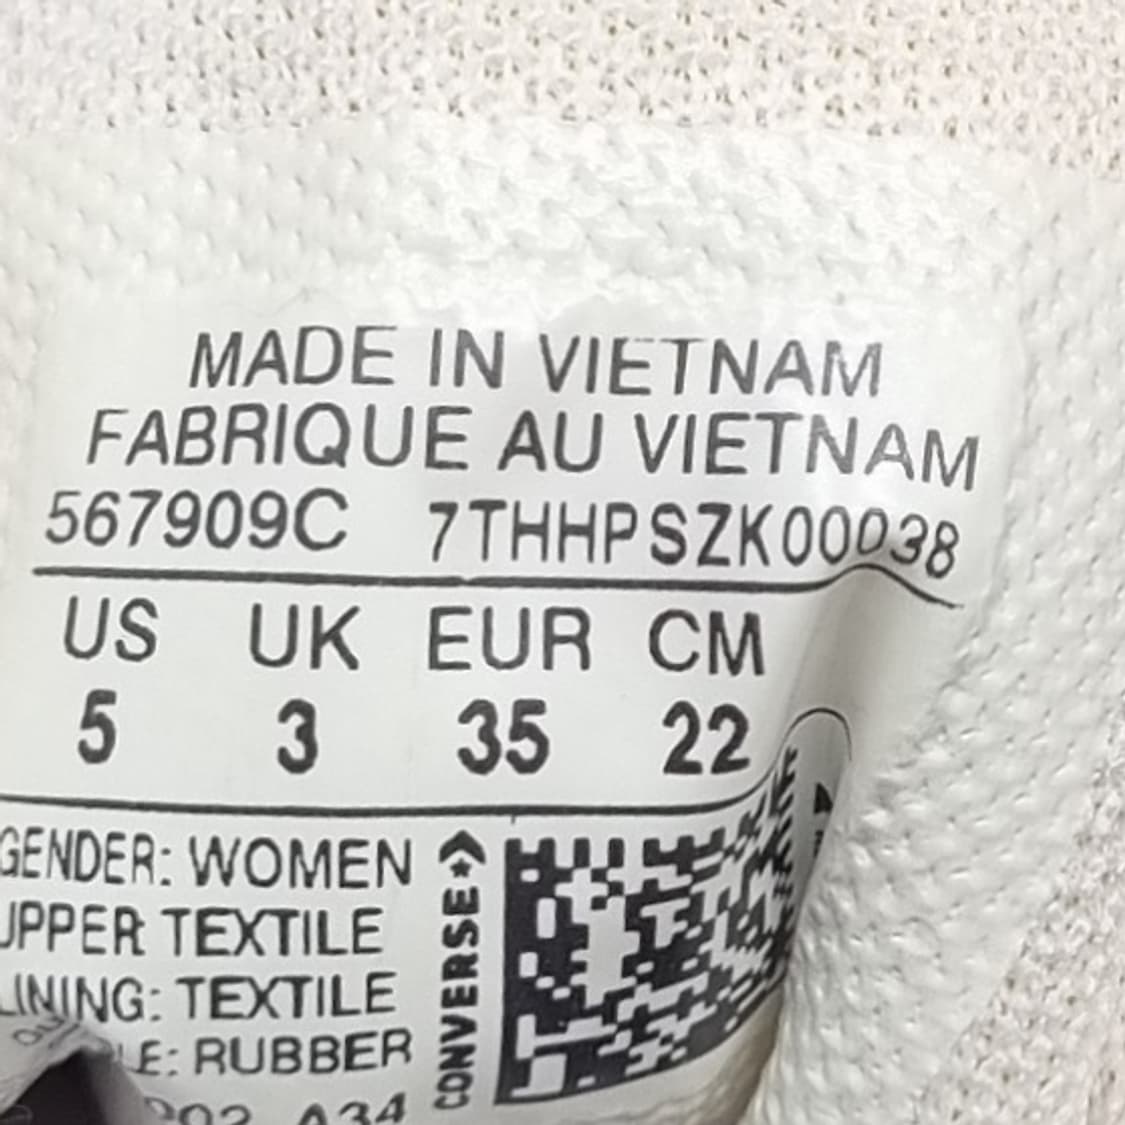 MADE IN VIETNAM
FABRIQUE AU VIETNAM
567909C 7THHPSZK00038
US UK EUR CM
5 3 35 22
GENDER: WOMEN
UPPER TEXTILE
LINING: TEXTILE
RUBBER
A34
CONVERSE